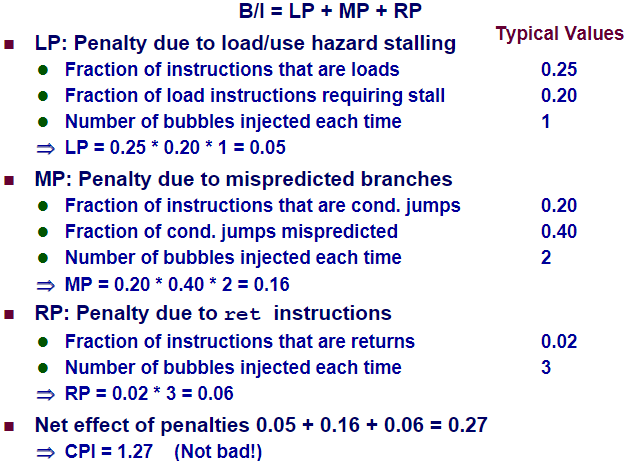 B/I = LP + MP + RP
Typical Values
■ LP: Penalty due to load/use hazard stalling
● Fraction of instructions that are loads 0.25
● Fraction of load instructions requiring stall 0.20
● Number of bubbles injected each time 1
⇒ LP = 0.25 * 0.20 * 1 = 0.05
■ MP: Penalty due to mispredicted branches
● Fraction of instructions that are cond. jumps 0.20
● Fraction of cond. jumps mispredicted 0.40
● Number of bubbles injected each time 2
⇒ MP = 0.20 * 0.40 * 2 = 0.16
■ RP: Penalty due to ret instructions
● Fraction of instructions that are returns 0.02
● Number of bubbles injected each time 3
⇒ RP = 0.02 * 3 = 0.06
■ Net effect of penalties 0.05 + 0.16 + 0.06 = 0.27
⇒ CPI = 1.27 (Not bad!)